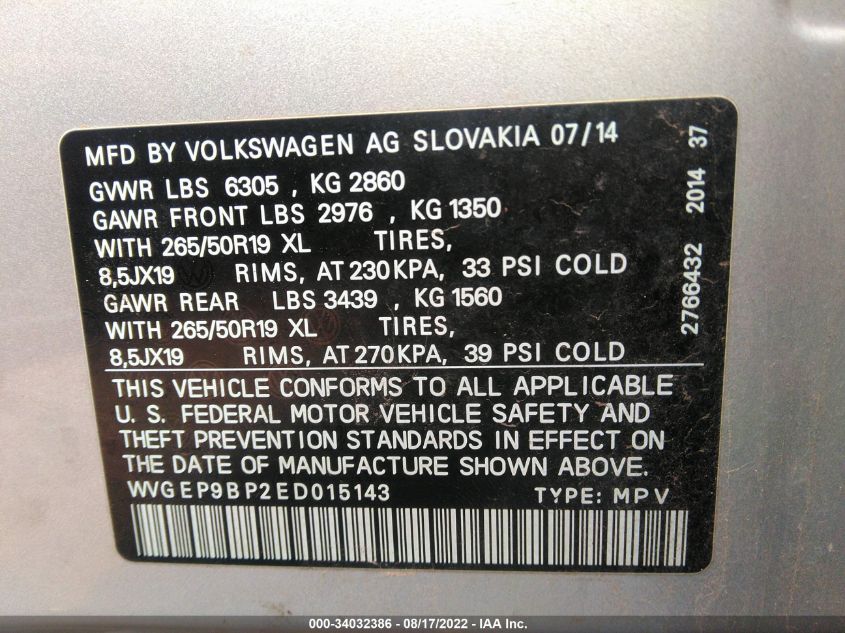 MFD BY VOLKSWAGEN AG SLOVAKIA 07/14
GVWR LBS 6305 , KG 2860
GAWR FRONT LBS 2976 , KG 1350
WITH 265/50R19 XL TIRES,
8,5JX19 RIMS, AT 230 KPA, 33 PSI COLD
GAWR REAR LBS 3439 , KG 1560
WITH 265/50R19 XL TIRES,
8,5JX19 RIMS, AT 270 KPA, 39 PSI COLD
THIS VEHICLE CONFORMS TO ALL APPLICABLE
U. S. FEDERAL MOTOR VEHICLE SAFETY AND
THEFT PREVENTION STANDARDS IN EFFECT ON
THE DATE OF MANUFACTURE SHOWN ABOVE.
WVGEP9BP2ED015143 TYPE: MPV
2766432 2014 37
000-34032386 - 08/17/2022 - IAA Inc.